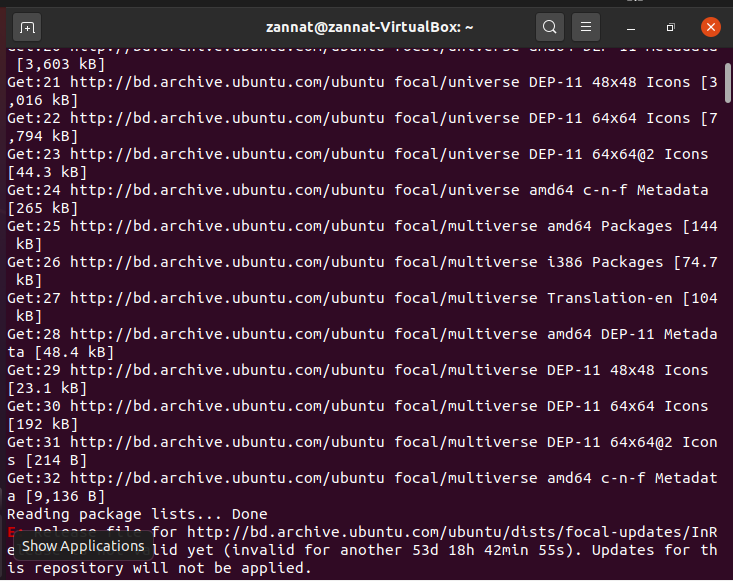 zannat@zannat-VirtualBox: ~
[3,603 kB]
Get:21 http://bd.archive.ubuntu.com/ubuntu focal/universe DEP-11 48x48 Icons [3
,016 kB]
Get:22 http://bd.archive.ubuntu.com/ubuntu focal/universe DEP-11 64x64 Icons [7
,794 kB]
Get:23 http://bd.archive.ubuntu.com/ubuntu focal/universe DEP-11 64x64@2 Icons
[44.3 kB]
Get:24 http://bd.archive.ubuntu.com/ubuntu focal/universe amd64 c-n-f Metadata
[265 kB]
Get:25 http://bd.archive.ubuntu.com/ubuntu focal/multiverse amd64 Packages [144
kB]
Get:26 http://bd.archive.ubuntu.com/ubuntu focal/multiverse i386 Packages [74.7
kB]
Get:27 http://bd.archive.ubuntu.com/ubuntu focal/multiverse Translation-en [104
kB]
Get:28 http://bd.archive.ubuntu.com/ubuntu focal/multiverse amd64 DEP-11 Metada
ta [48.4 kB]
Get:29 http://bd.archive.ubuntu.com/ubuntu focal/multiverse DEP-11 48x48 Icons
[23.1 kB]
Get:30 http://bd.archive.ubuntu.com/ubuntu focal/multiverse DEP-11 64x64 Icons
[192 kB]
Get:31 http://bd.archive.ubuntu.com/ubuntu focal/multiverse DEP-11 64x64@2 Icon
s [214 B]
Get:32 http://bd.archive.ubuntu.com/ubuntu focal/multiverse amd64 c-n-f Metadat
a [9,136 B]
Reading package lists... Done
E: Release file for http://bd.archive.ubuntu.com/ubuntu/dists/focal-updates/InR
lid yet (invalid for another 53d 18h 42min 55s). Updates for th
Show Applications
is repository will not be applied.